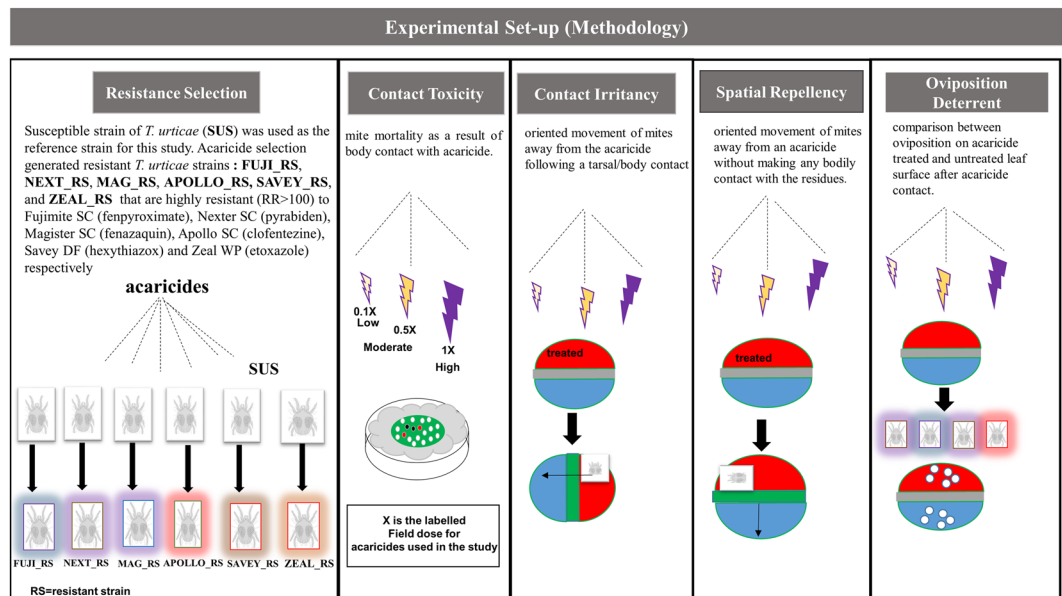 Experimental Set-up (Methodology)
Resistance Selection
Susceptible strain of T. urticae (SUS) was used as the
reference strain for this study. Acaricide selection
generated resistant T. urticae strains : FUJI_RS,
NEXT_RS, MAG_RS, APOLLO_RS, SAVEY_RS,
and ZEAL_RS that are highly resistant (RR>100) to
Fujimite SC (fenpyroximate), Nexter SC (pyrabiden),
Magister SC (fenazaquin), Apollo SC (clofentezine),
Savey DF (hexythiazox) and Zeal WP (etoxazole)
respectively
acaricides
SUS
FUJI_RS NEXT_RS MAG_RS APOLLO_RS SAVEY_RS ZEAL_RS
RS=resistant strain
Contact Toxicity
mite mortality as a result of
body contact with acaricide.
0.1X
Low
0.5X
Moderate
1X
High
X is the labelled
Field dose for
acaricides used in the study
Contact Irritancy
oriented movement of mites
away from the acaricide
following a tarsal/body contact
treated
Spatial Repellency
oriented movement of mites
away from an acaricide
without making any bodily
contact with the residues.
treated
Oviposition
Deterrent
comparison between
oviposition on acaricide
treated and untreated leaf
surface after acaricide
contact.